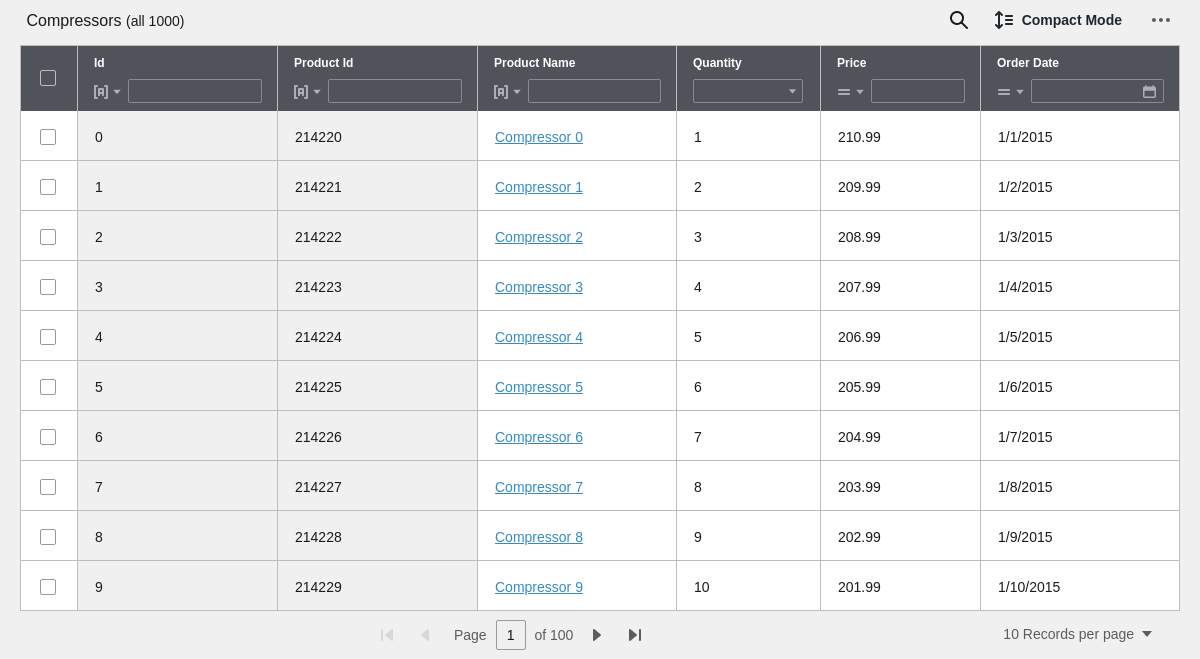 Compressors (all 1000)
Compact Mode
Id Product Id Product Name Quantity Price Order Date
0 214220 Compressor 0 1 210.99 1/1/2015
1 214221 Compressor 1 2 209.99 1/2/2015
2 214222 Compressor 2 3 208.99 1/3/2015
3 214223 Compressor 3 4 207.99 1/4/2015
4 214224 Compressor 4 5 206.99 1/5/2015
5 214225 Compressor 5 6 205.99 1/6/2015
6 214226 Compressor 6 7 204.99 1/7/2015
7 214227 Compressor 7 8 203.99 1/8/2015
8 214228 Compressor 8 9 202.99 1/9/2015
9 214229 Compressor 9 10 201.99 1/10/2015
Page 1 of 100
10 Records per page